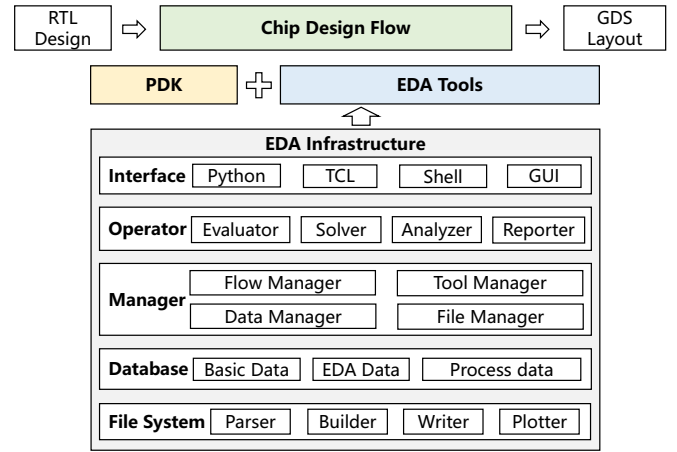 RTL
Design
Chip Design Flow
GDS
Layout
PDK
EDA Tools
EDA Infrastructure
Interface Python TCL Shell GUI
Operator Evaluator Solver Analyzer Reporter
Manager
Flow Manager Tool Manager
Data Manager File Manager
Database Basic Data EDA Data Process data
File System Parser Builder Writer Plotter